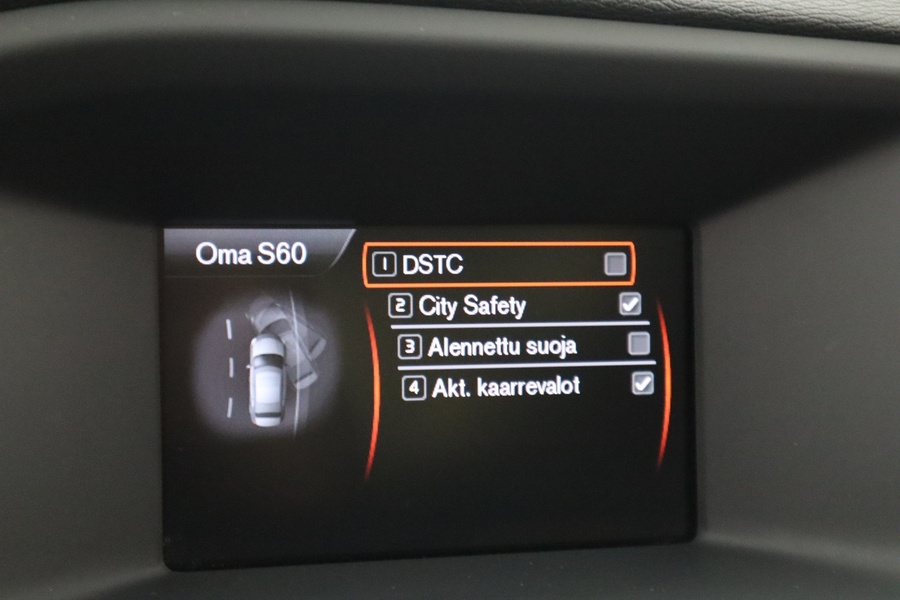 Oma S60
1 DSTC
2 City Safety
3 Alennettu suoja
4 Akt. kaarrevalot